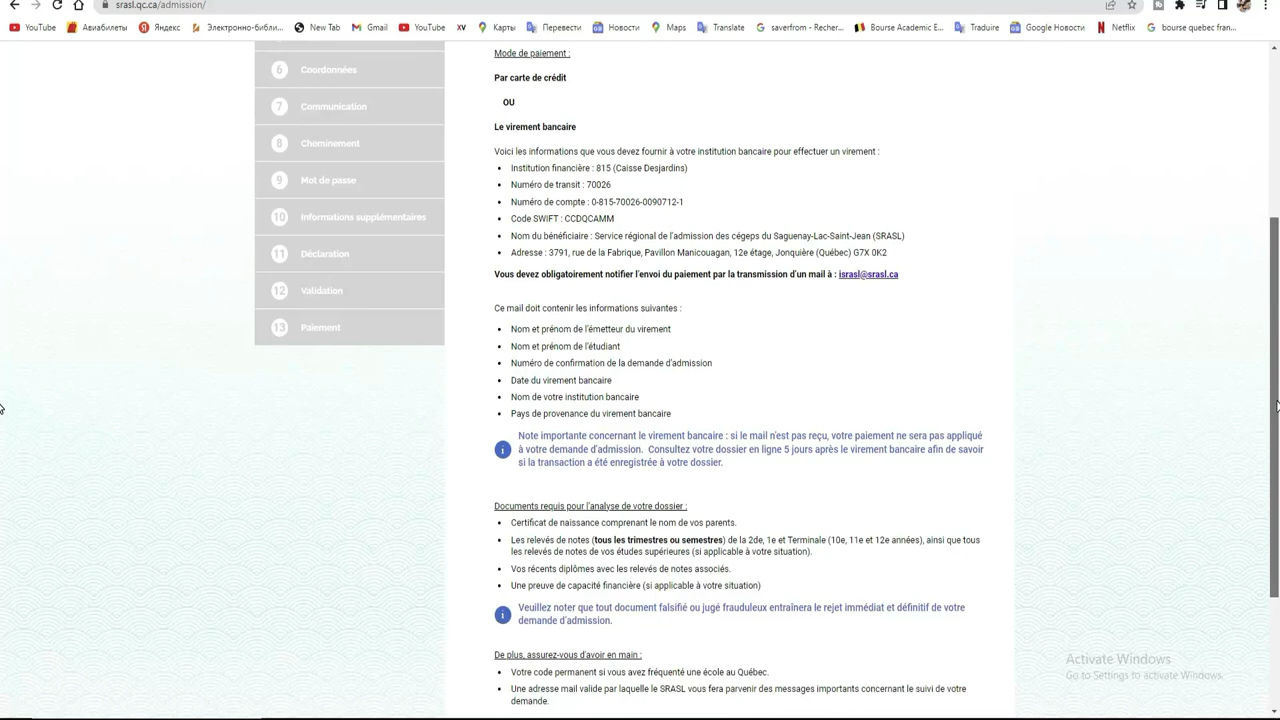 srasl.qc.ca/admission/
YouTube
Авиабилеты
Яндекс
Электронно-библи...
New Tab
Gmail
YouTube
XV
Карты
Перевести
Новости
Maps
Translate
saverfrom - Recher...
Bourse Academic E...
Traduire
Google Новости
Netflix
bourse quebec fran...
6 Coordonnées
7 Communication
8 Cheminement
9 Mot de passe
10 Informations supplémentaires
11 Déclaration
12 Validation
13 Paiement
Mode de paiement :
Par carte de crédit
OU
Le virement bancaire
Voici les informations que vous devez fournir à votre institution bancaire pour effectuer un virement :
• Institution financière : 815 (Caisse Desjardins)
• Numéro de transit : 70026
• Numéro de compte : 0-815-70026-0090712-1
• Code SWIFT : CCDQCAMM
• Nom du bénéficiaire : Service régional de l'admission des cégeps du Saguenay-Lac-Saint-Jean (SRASL)
• Adresse : 3791, rue de la Fabrique, Pavillon Manicouagan, 12e étage, Jonquière (Québec) G7X 0K2
Vous devez obligatoirement notifier l'envoi du paiement par la transmission d'un mail à : israsl@srasl.ca
Ce mail doit contenir les informations suivantes :
• Nom et prénom de l'émetteur du virement
• Nom et prénom de l'étudiant
• Numéro de confirmation de la demande d'admission
• Date du virement bancaire
• Nom de votre institution bancaire
• Pays de provenance du virement bancaire
Note importante concernant le virement bancaire : si le mail n'est pas reçu, votre paiement ne sera pas appliqué
à votre demande d'admission. Consultez votre dossier en ligne 5 jours après le virement bancaire afin de savoir
si la transaction a été enregistrée à votre dossier.
Documents requis pour l'analyse de votre dossier :
• Certificat de naissance comprenant le nom de vos parents.
• Les relevés de notes (tous les trimestres ou semestres) de la 2de, 1e et Terminale (10e, 11e et 12e années), ainsi que tous
les relevés de notes de vos études supérieures (si applicable à votre situation).
• Vos récents diplômes avec les relevés de notes associés.
• Une preuve de capacité financière (si applicable à votre situation)
Veuillez noter que tout document falsifié ou jugé frauduleux entraînera le rejet immédiat et définitif de votre
demande d'admission.
De plus, assurez-vous d'avoir en main :
• Votre code permanent si vous avez fréquenté une école au Québec.
• Une adresse mail valide par laquelle le SRASL vous fera parvenir des messages importants concernant le suivi de votre
demande.
Activate Windows
Go to Settings to activate Windows.